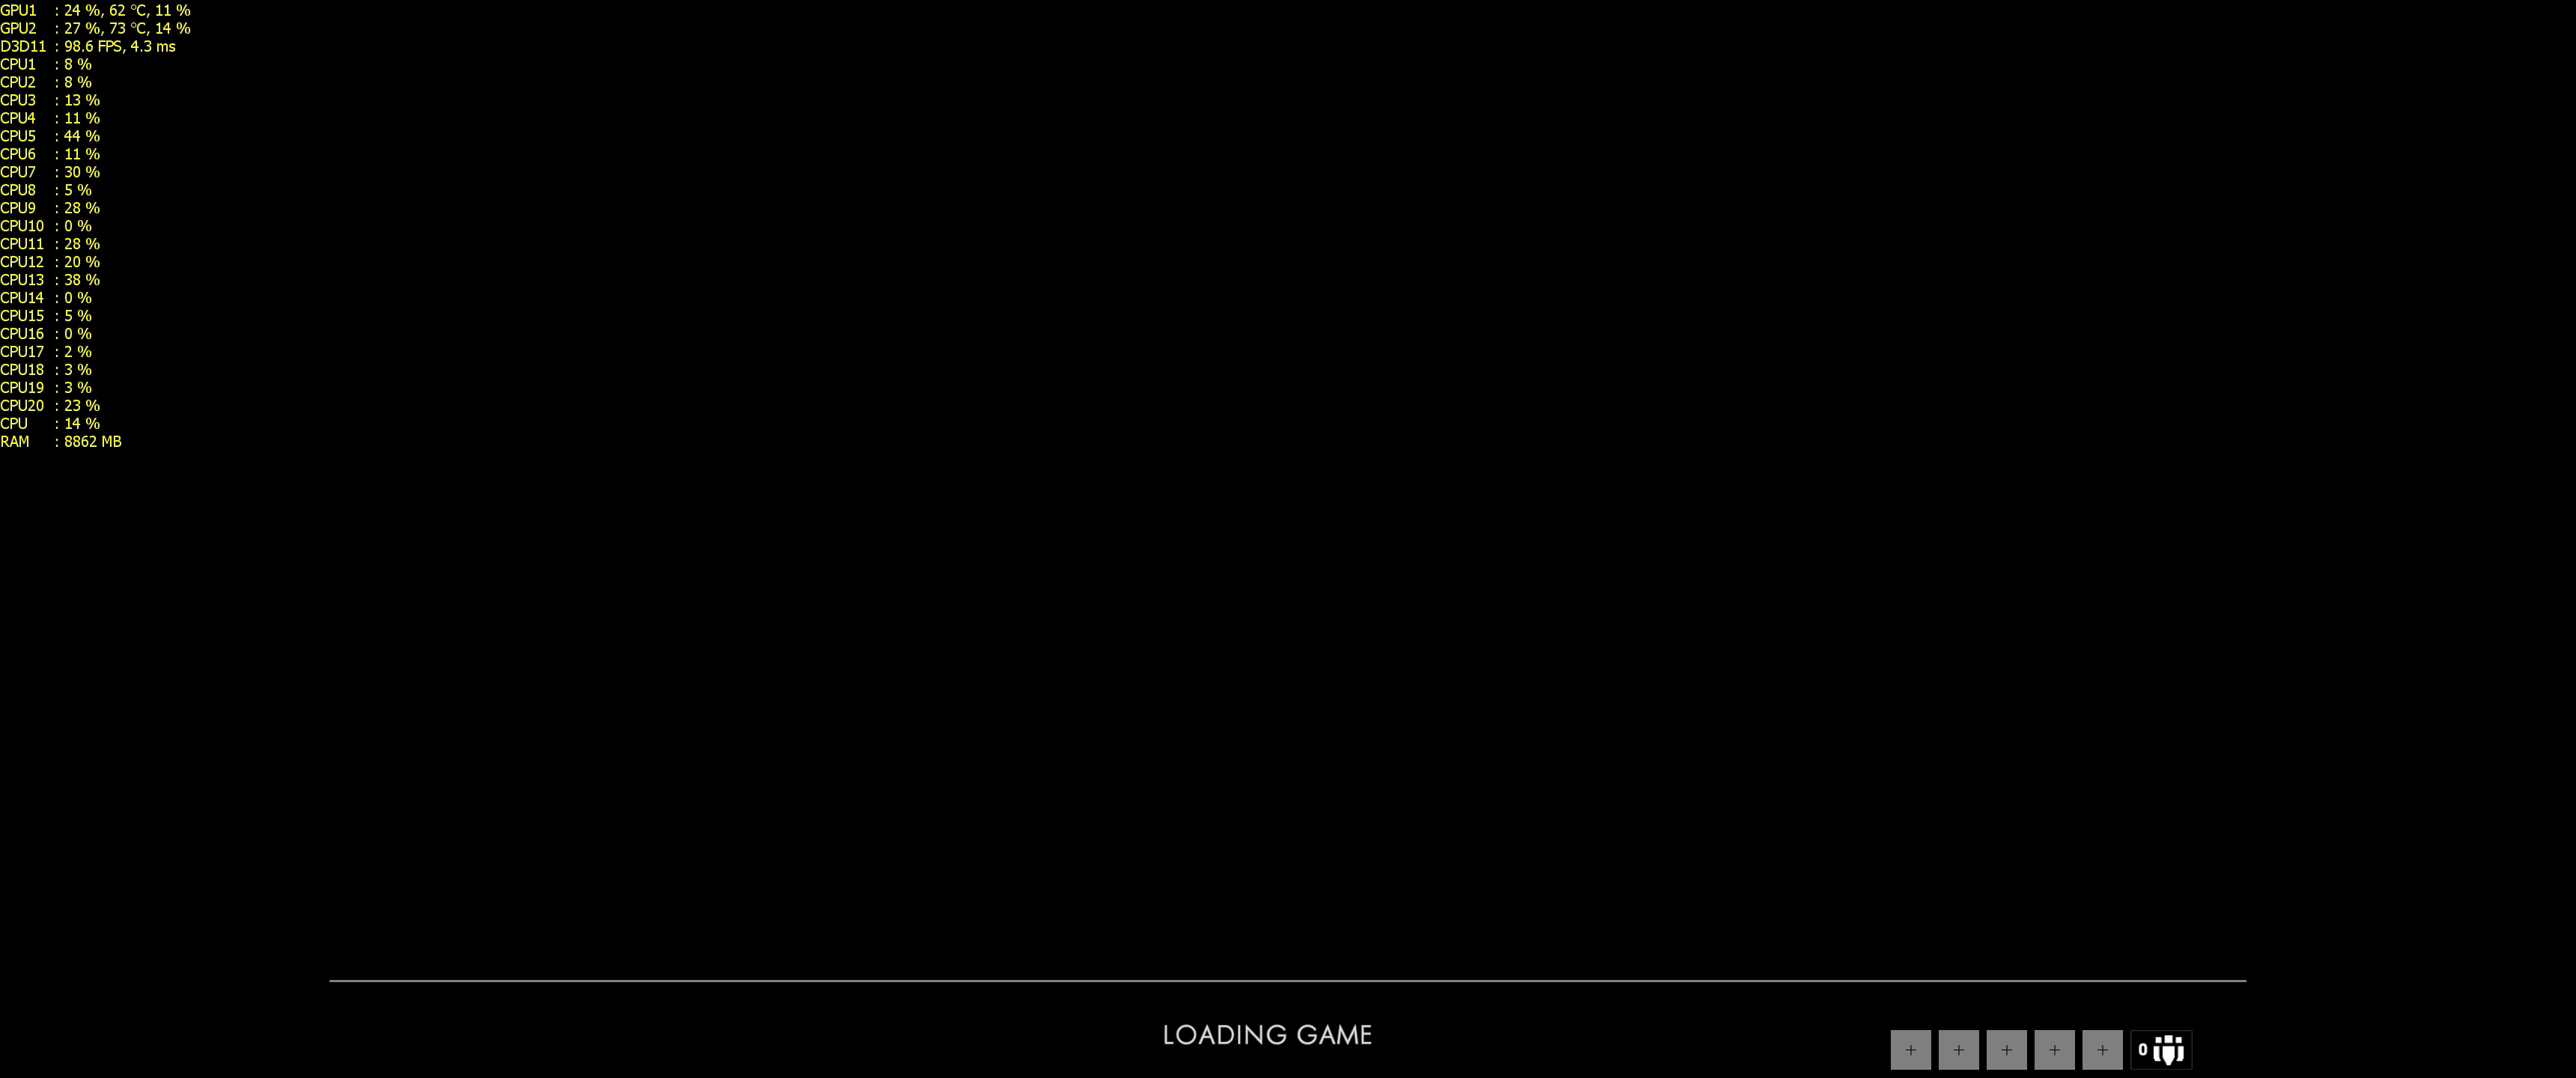 GPU1 : 24 %, 62 °C, 11 %
GPU2 : 27 %, 73 °C, 14 %
D3D11 : 98.6 FPS, 4.3 ms
CPU1 : 8 %
CPU2 : 8 %
CPU3 : 13 %
CPU4 : 11 %
CPU5 : 44 %
CPU6 : 11 %
CPU7 : 30 %
CPU8 : 5 %
CPU9 : 28 %
CPU10 : 0 %
CPU11 : 28 %
CPU12 : 20 %
CPU13 : 38 %
CPU14 : 0 %
CPU15 : 5 %
CPU16 : 0 %
CPU17 : 2 %
CPU18 : 3 %
CPU19 : 3 %
CPU20 : 23 %
CPU : 14 %
RAM : 8862 MB
LOADING GAME
+ + + + + 0